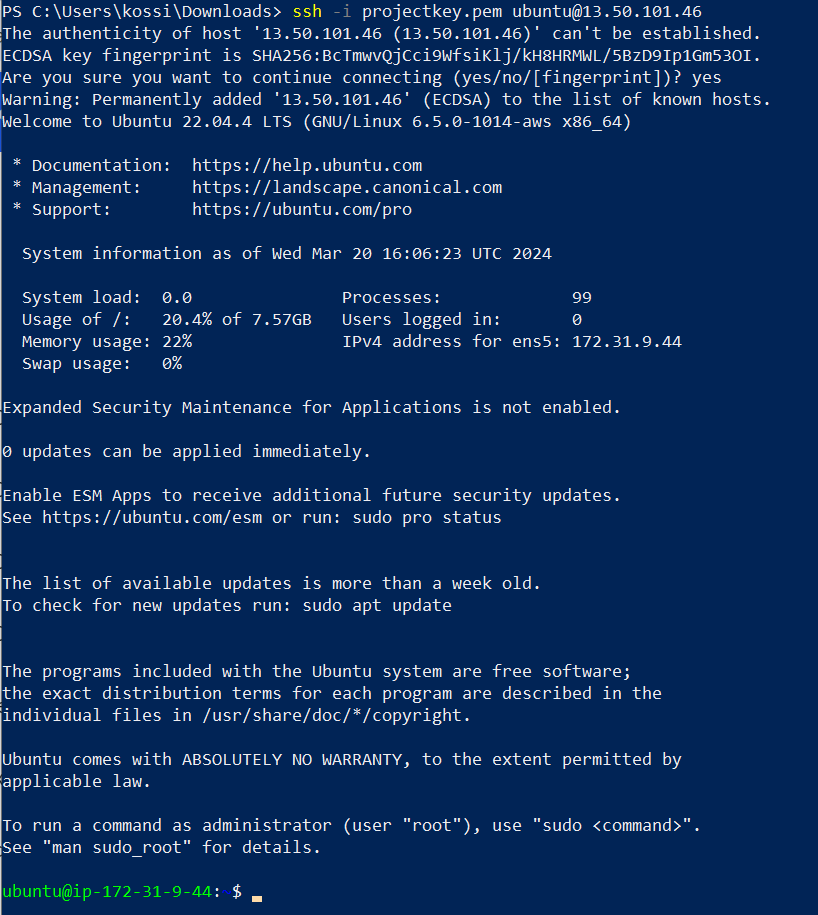 PS C:\Users\kossi\Downloads> ssh -i projectkey.pem ubuntu@13.50.101.46
The authenticity of host '13.50.101.46 (13.50.101.46)' can't be established.
ECDSA key fingerprint is SHA256:BcTmwvQjCci9WfsiKlj/kH8HRMWL/5BzD9Ip1Gm53OI.
Are you sure you want to continue connecting (yes/no/[fingerprint])? yes
Warning: Permanently added '13.50.101.46' (ECDSA) to the list of known hosts.
Welcome to Ubuntu 22.04.4 LTS (GNU/Linux 6.5.0-1014-aws x86_64)

 * Documentation:  https://help.ubuntu.com
 * Management:     https://landscape.canonical.com
 * Support:        https://ubuntu.com/pro

  System information as of Wed Mar 20 16:06:23 UTC 2024

  System load:  0.0               Processes:             99
  Usage of /:   20.4% of 7.57GB   Users logged in:       0
  Memory usage: 22%               IPv4 address for ens5: 172.31.9.44
  Swap usage:   0%

Expanded Security Maintenance for Applications is not enabled.

0 updates can be applied immediately.

Enable ESM Apps to receive additional future security updates.
See https://ubuntu.com/esm or run: sudo pro status

The list of available updates is more than a week old.
To check for new updates run: sudo apt update

The programs included with the Ubuntu system are free software;
the exact distribution terms for each program are described in the
individual files in /usr/share/doc/*/copyright.

Ubuntu comes with ABSOLUTELY NO WARRANTY, to the extent permitted by
applicable law.

To run a command as administrator (user "root"), use "sudo <command>".
See "man sudo_root" for details.

ubuntu@ip-172-31-9-44: $ _